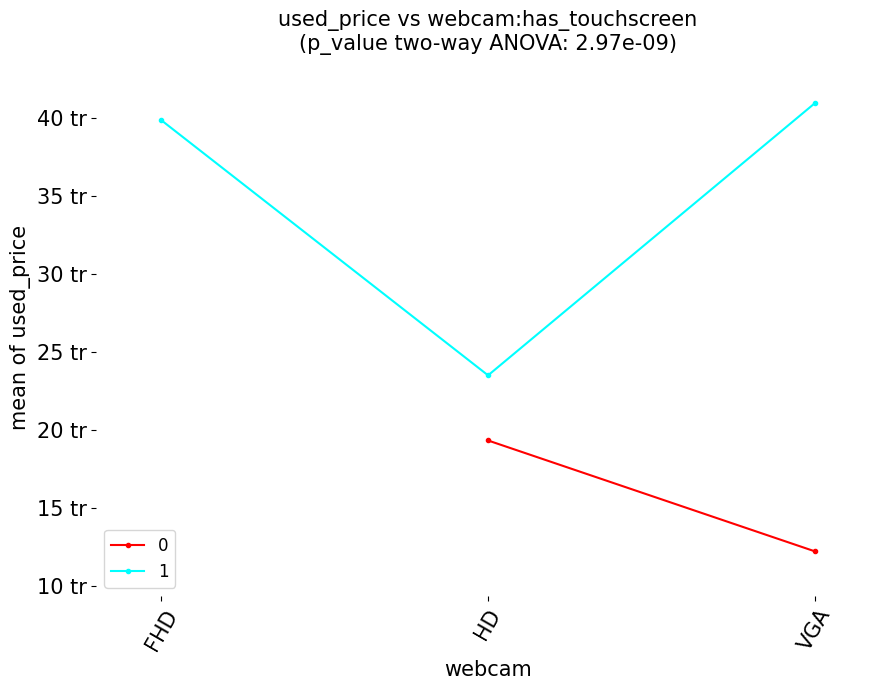 used_price vs webcam:has_touchscreen
(p_value two-way ANOVA: 2.97e-09)
mean of used_price
40 tr
35 tr
30 tr
25 tr
20 tr
15 tr
10 tr
0
1
FHD
HD
VGA
webcam